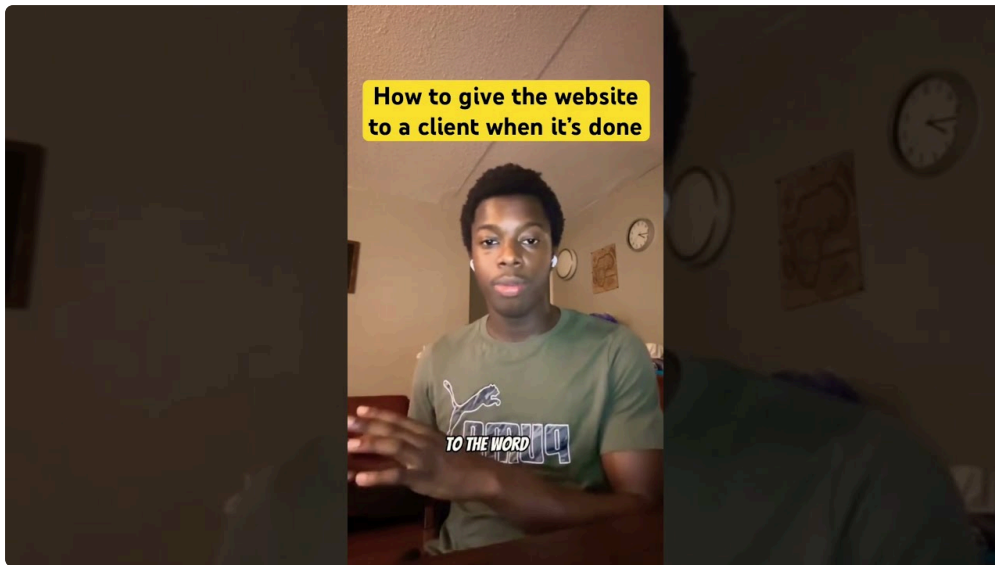 How to give the website
to a client when it's done
TO THE WORD
PUMA